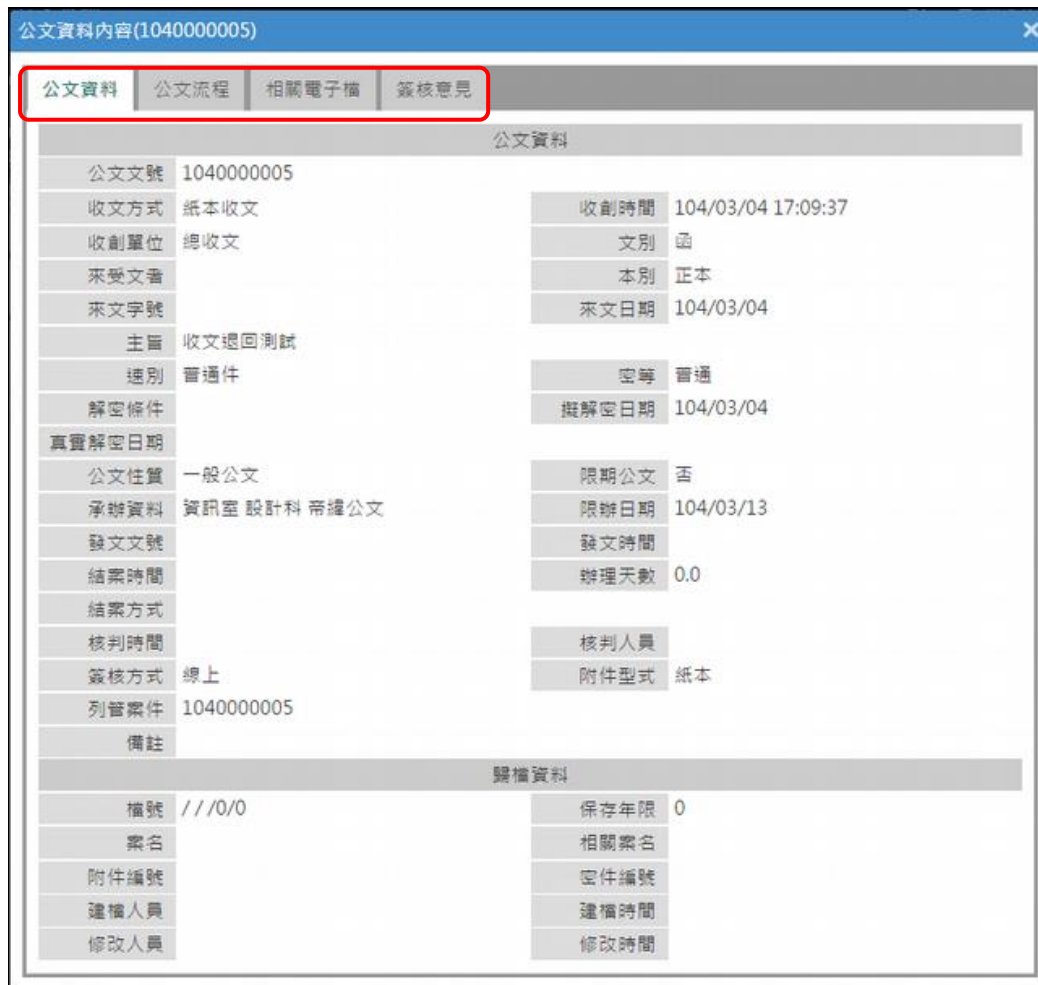 公文資料內容(1040000005)
公文資料 公文流程 相關電子檔 簽核意見
公文資料
公文文號 1040000005
收文方式 紙本收文 收創時間 104/03/04 17:09:37
收創單位 總收文 文別 函
來受文者 本別 正本
來文字號 來文日期 104/03/04
主旨 收文退回測試
速別 普通件 密等 普通
解密條件 擬解密日期 104/03/04
真實解密日期
公文性質 一般公文 限期公文 否
承辦資料 資訊室 設計科 帝緯公文 限辦日期 104/03/13
發文文號 發文時間
結案時間 辦理天數 0.0
結案方式
核判時間 核判人員
簽核方式 線上 附件型式 紙本
列管案件 1040000005
備註
歸檔資料
檔號 / / /0/0 保存年限 0
案名 相關案名
附件編號 密件編號
建檔人員 建檔時間
修改人員 修改時間